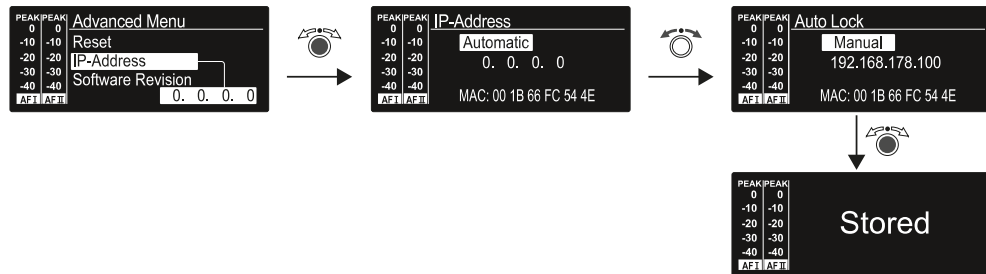 PEAK PEAK Advanced Menu
0 0
-10 -10 Reset
-20 -20 IP-Address
-30 -30 Software Revision
-40 -40
AF I AF II 0. 0. 0. 0
PEAK PEAK IP-Address
0 0
-10 -10 Automatic
-20 -20 0. 0. 0. 0
-30 -30
-40 -40 MAC: 00 1B 66 FC 54 4E
AF I AF II
PEAK PEAK Auto Lock
0 0
-10 -10 Manual
-20 -20 192.168.178.100
-30 -30
-40 -40 MAC: 00 1B 66 FC 54 4E
AF I AF II
PEAK PEAK
0 0
-10 -10
-20 -20 Stored
-30 -30
-40 -40
AF I AF II